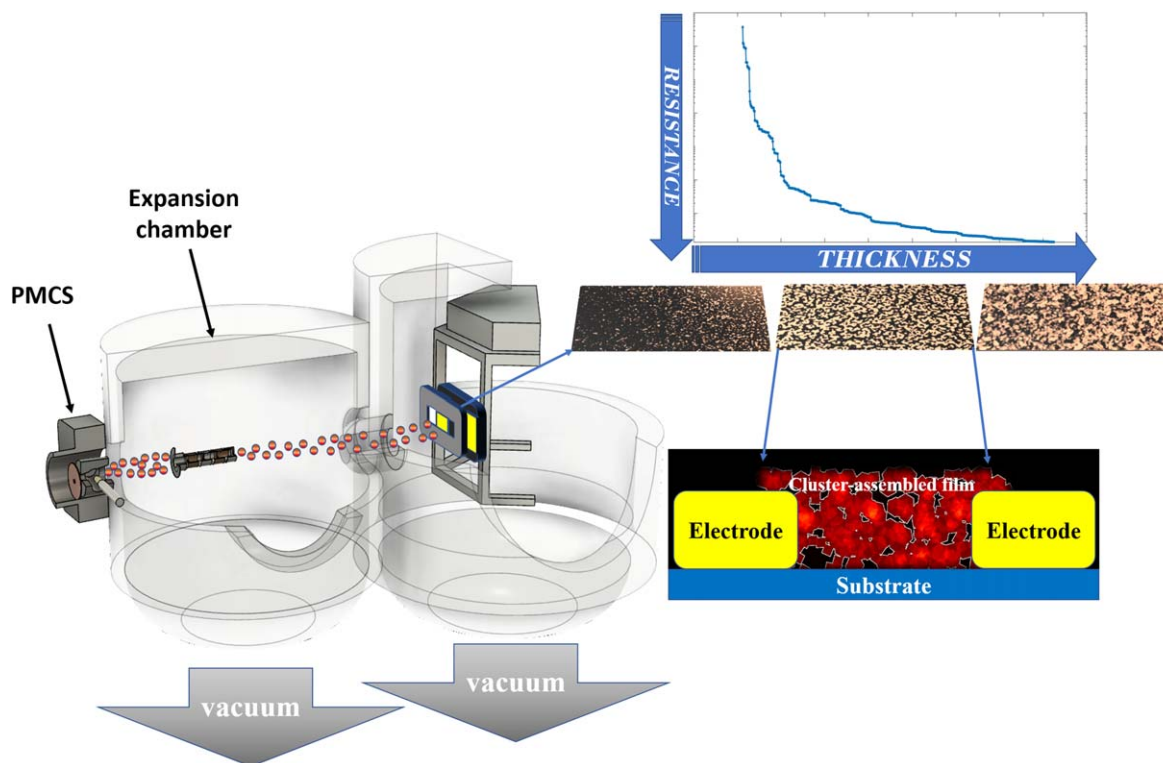 RESISTANCE
THICKNESS
Expansion
chamber
PMCS
Cluster-assembled film
Electrode
Electrode
Substrate
vacuum
vacuum